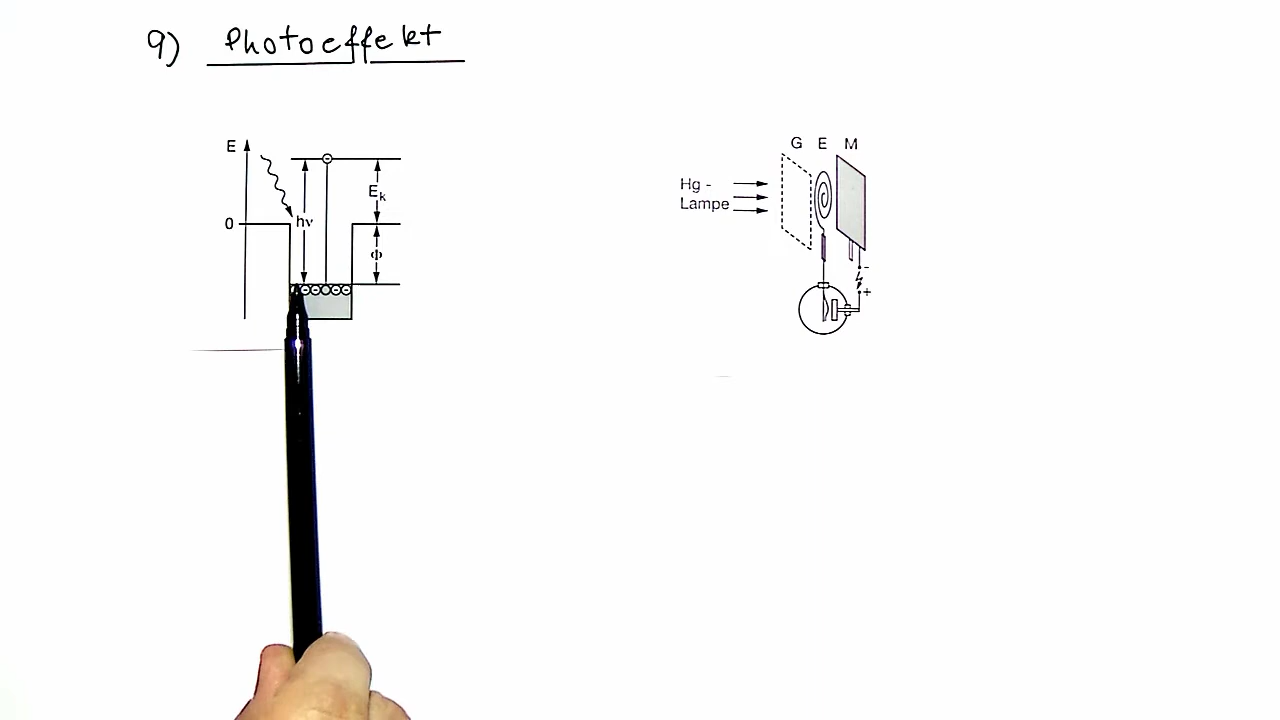 9) Photoeffekt
E
0
hν
E_k
Φ
G E M
Hg -
Lampe
-
+